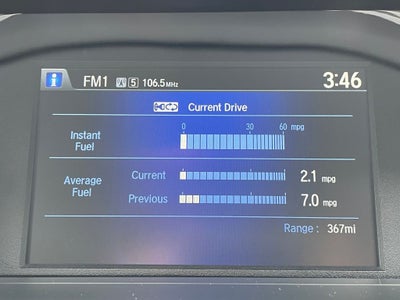 i FM1 5 106.5MHz 3:46
Current Drive
0 30 60 mpg
Instant
Fuel
Current 2.1 mpg
Average
Fuel
Previous 7.0 mpg
Range : 367mi